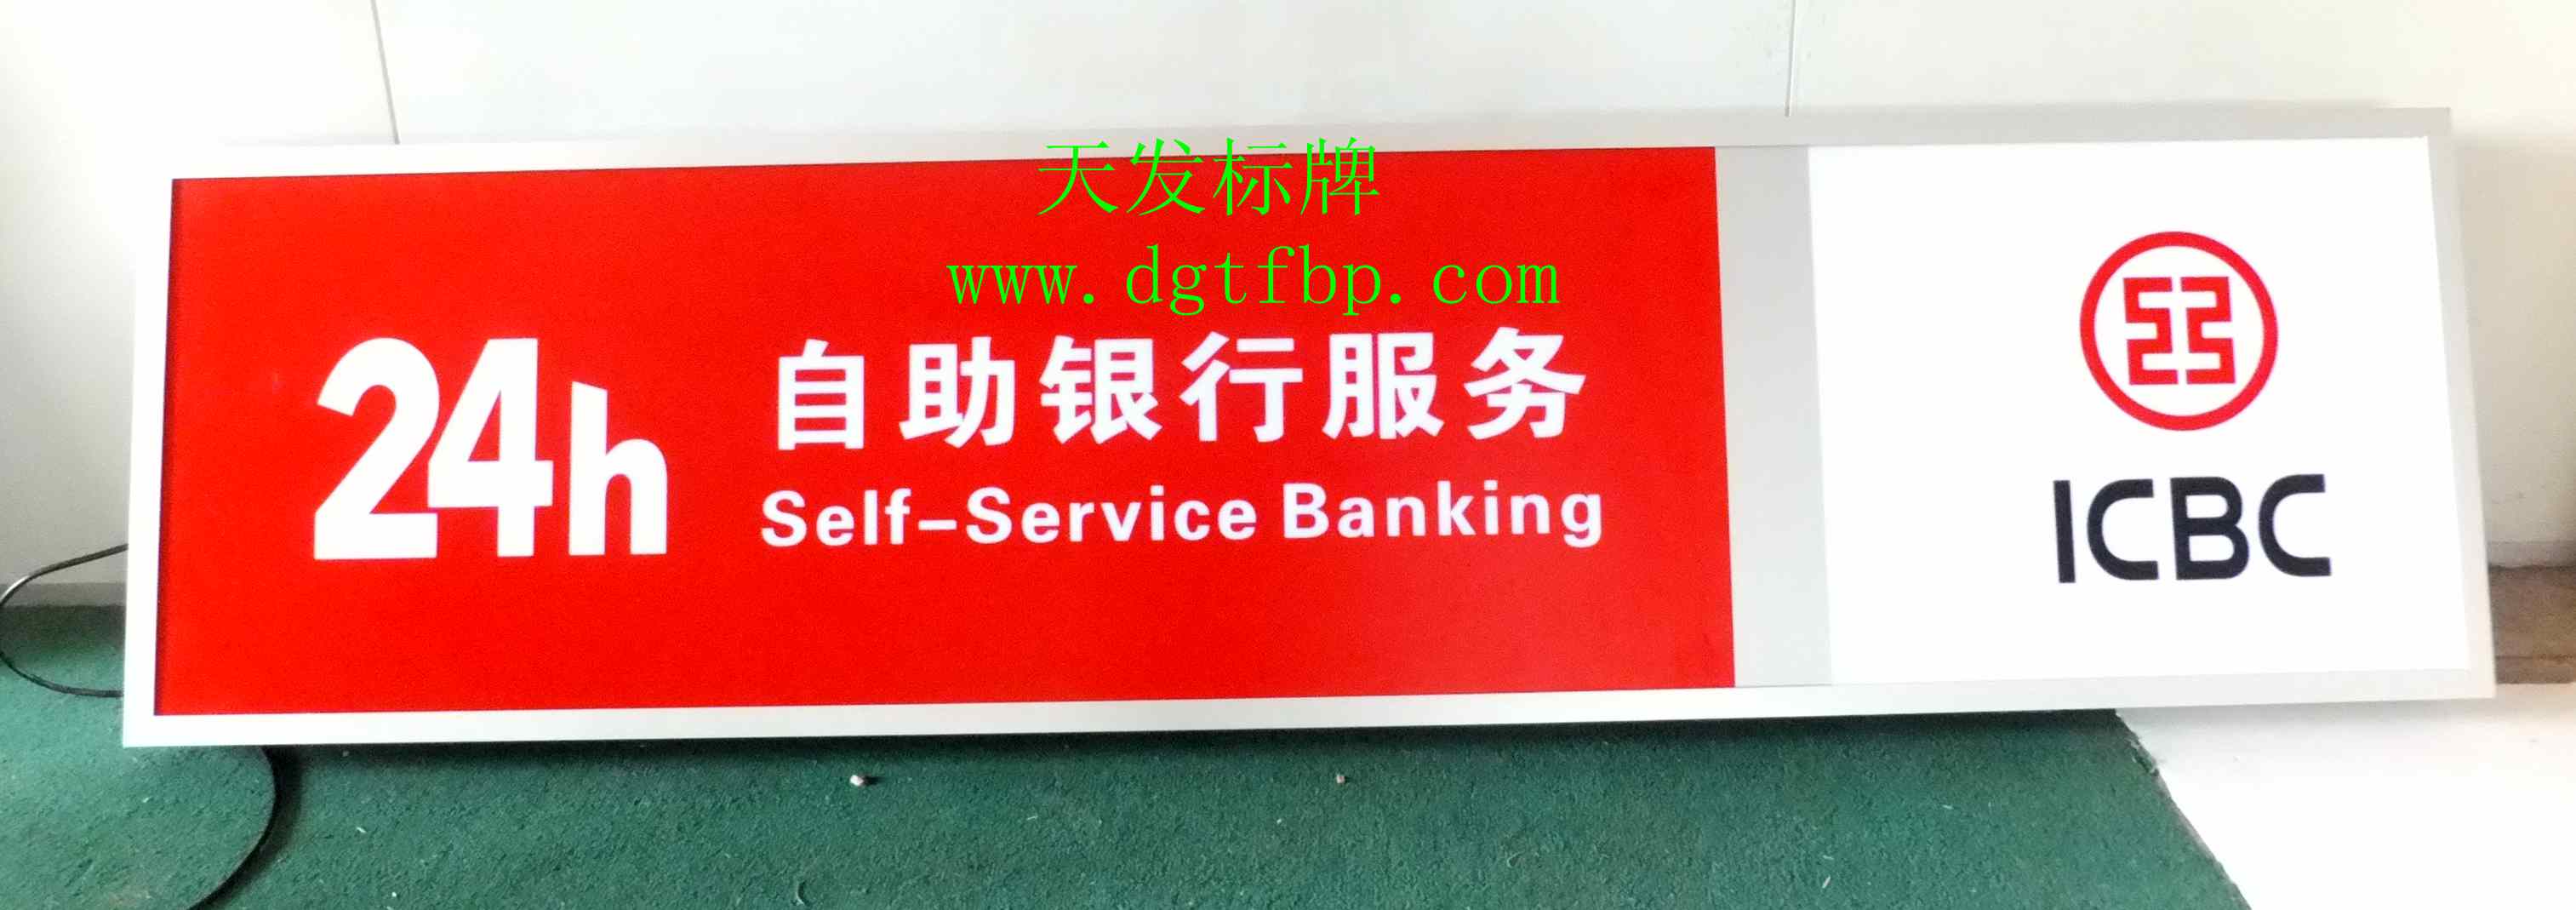 天发标牌
www.dgtfbp.com
24h
自助银行服务
Self-Service Banking
ICBC